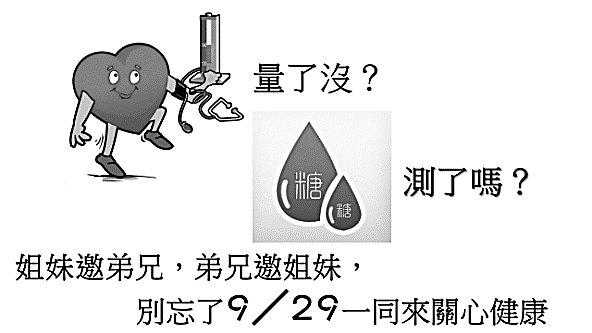 量了沒？
糖
糖
測了嗎？
姐妹邀弟兄，弟兄邀姐妹，
別忘了9／29一同來關心健康